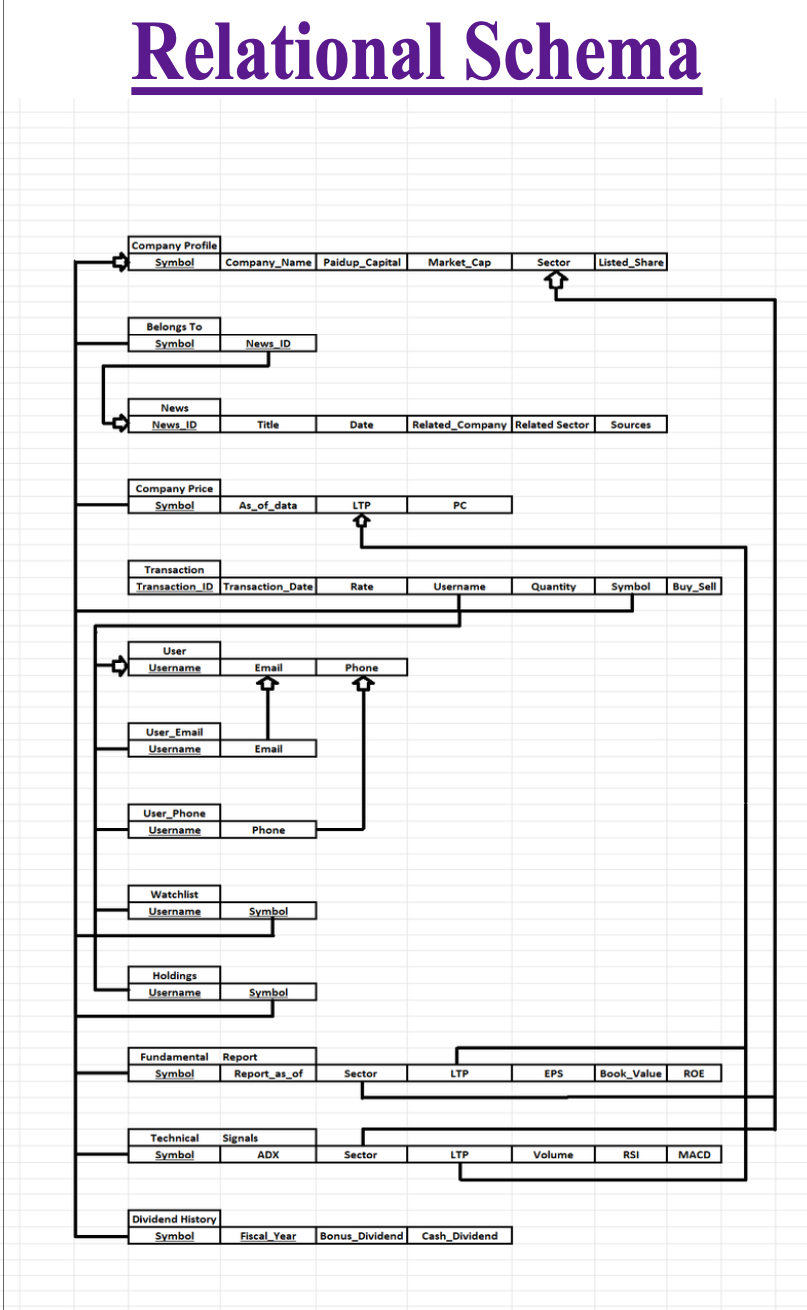 Relational Schema
Company Profile
Symbol Company_Name Paidup_Capital Market_Cap Sector Listed_Share
Belongs To
Symbol News_ID
News
News_ID Title Date Related_Company Related Sector Sources
Company Price
Symbol As_of_data LTP PC
Transaction
Transaction_ID Transaction_Date Rate Username Quantity Symbol Buy_Sell
User
Username Email Phone
User_Email
Username Email
User_Phone
Username Phone
Watchlist
Username Symbol
Holdings
Username Symbol
Fundamental Report
Symbol Report_as_of Sector LTP EPS Book_Value ROE
Technical Signals
Symbol ADX Sector LTP Volume RSI MACD
Dividend History
Symbol Fiscal_Year Bonus_Dividend Cash_Dividend